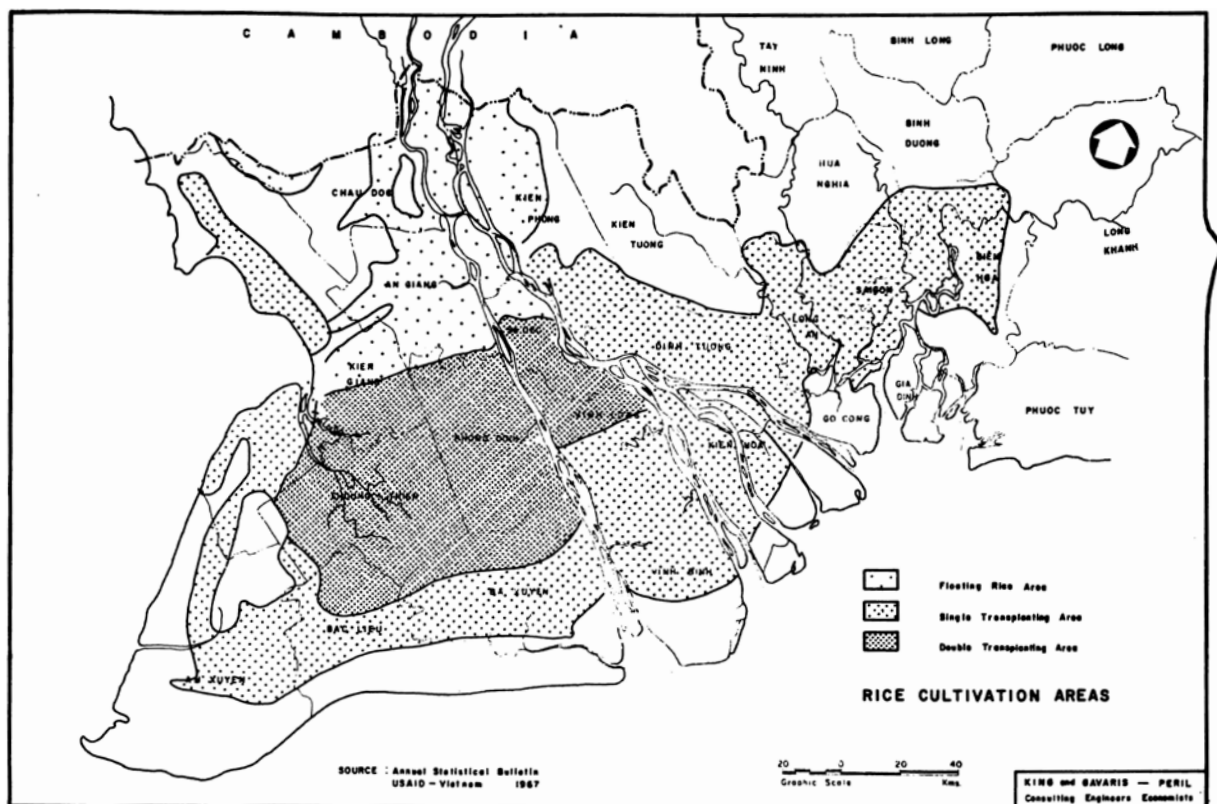 C A M B O D I A
TAY
NINH
BINH LONG
PHUOC LONG
BINH
DUONG
HUA
NGHIA
CHAU DOC
KIEN
PHONG
KIEN
TUONG
LONG
KHANH
BIEN
HOA
AN GIANG
SAIGON
LONG
AN
SA DEC
DINH TUONG
KIEN
GIANG
GIA
DINH
VINH LONG
GO CONG
PHUOC TUY
PHONG DINH
KIEN HOA
CHUONG THIEN
VINH BINH
BA XUYEN
BAC LIEU
AN XUYEN
Floating Rice Area
Single Transplanting Area
Double Transplanting Area
RICE CULTIVATION AREAS
SOURCE : Annual Statistical Bulletin
USAID - Vietnam 1967
20 0 20 40
Graphic Scale Kms.
KING and GAVARIS — PERIL
Consulting Engineers Economists